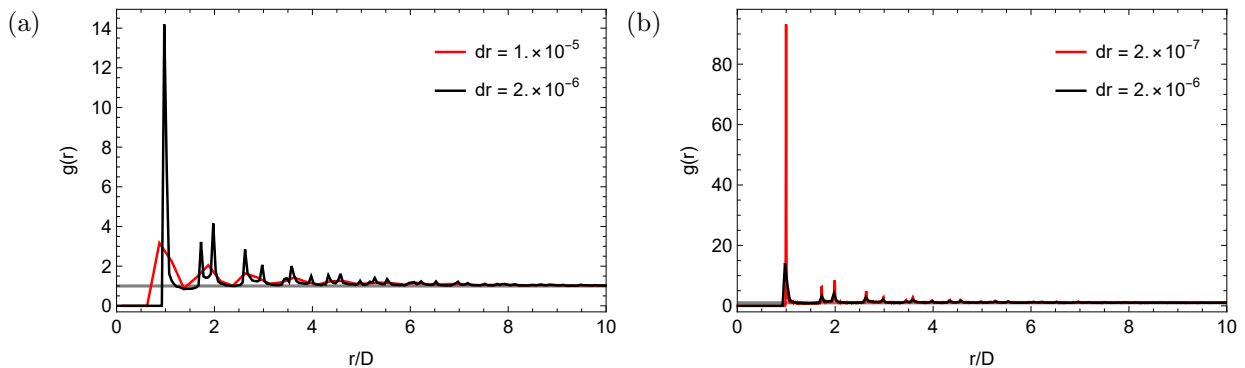 (a)
g(r)
14
12
10
8
6
4
2
0
dr = 1.×10⁻⁵
dr = 2.×10⁻⁶
0 2 4 6 8 10
r/D
(b)
g(r)
80
60
40
20
0
dr = 2.×10⁻⁷
dr = 2.×10⁻⁶
0 2 4 6 8 10
r/D